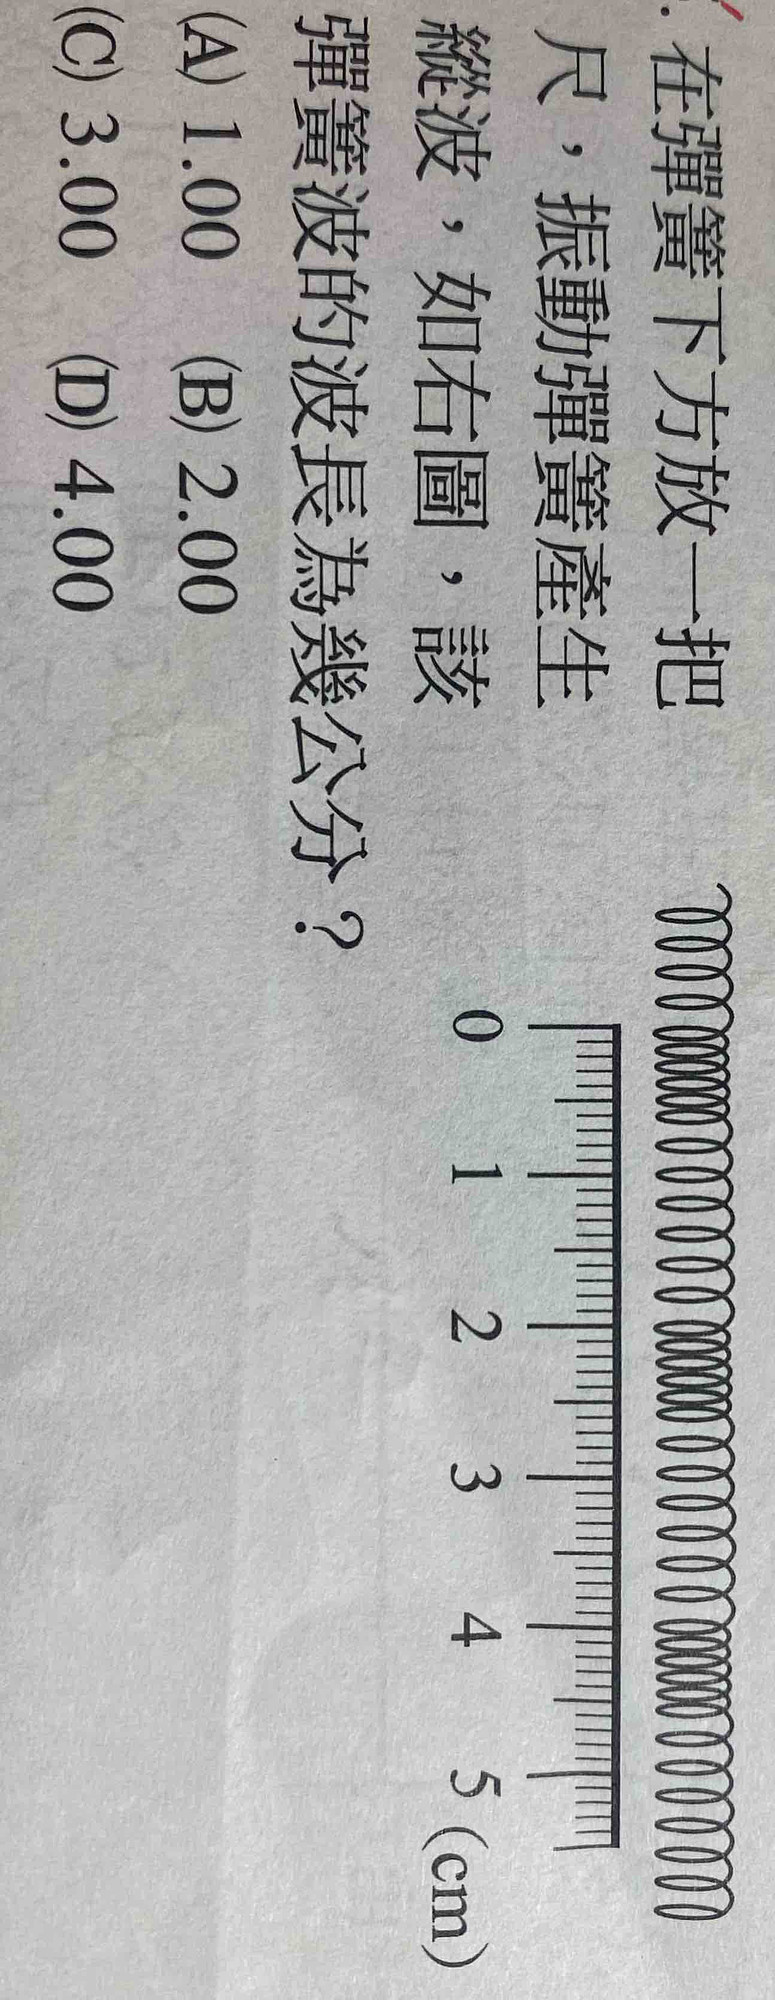 在彈簧下方放一把
尺，振動彈簧產生
縱波，如右圖，該
彈簧波的波長為幾公分？
(A) 1.00 (B) 2.00
(C) 3.00 (D) 4.00
0 1 2 3 4 5 (cm)